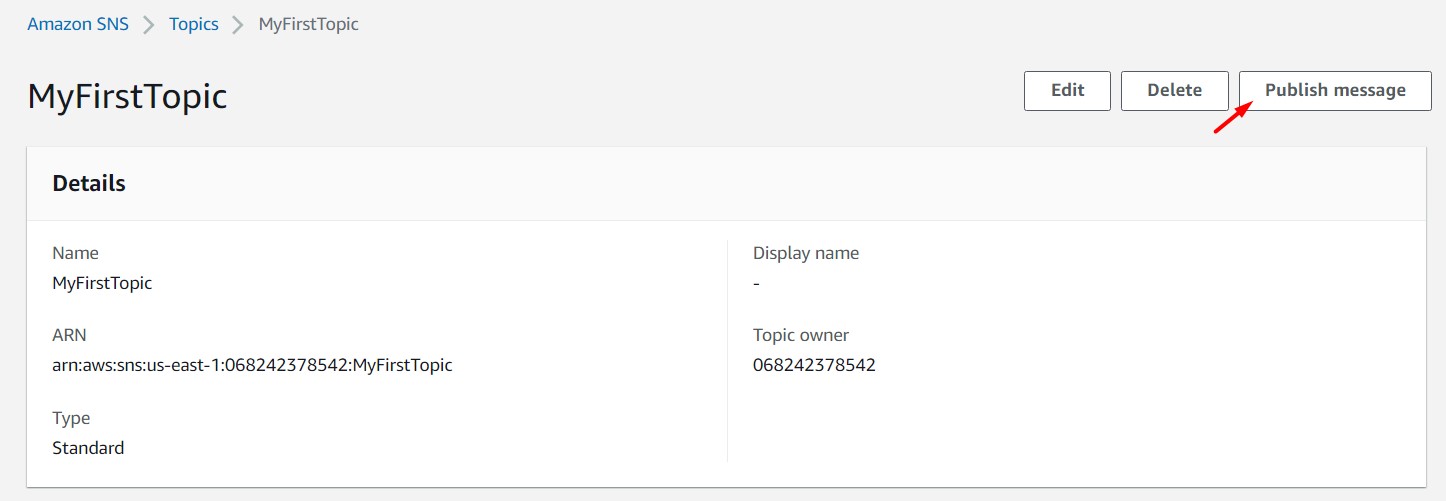 Amazon SNS > Topics > MyFirstTopic
MyFirstTopic
Edit
Delete
Publish message
Details
Name
MyFirstTopic
ARN
arn:aws:sns:us-east-1:068242378542:MyFirstTopic
Type
Standard
Display name
-
Topic owner
068242378542